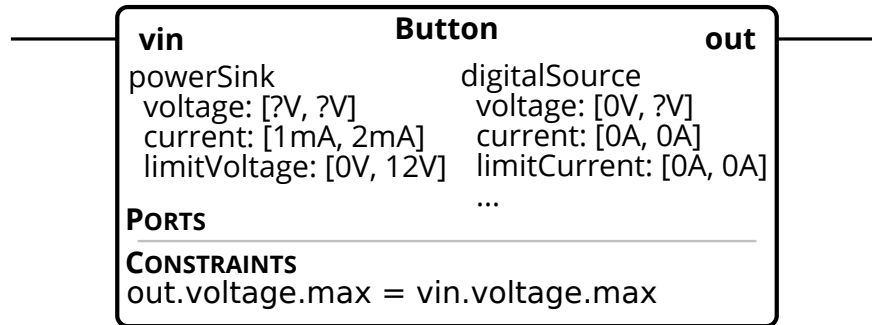 Button
vin
out
powerSink
voltage: [?V, ?V]
current: [1mA, 2mA]
limitVoltage: [0V, 12V]
digitalSource
voltage: [0V, ?V]
current: [0A, 0A]
limitCurrent: [0A, 0A]
...
PORTS
CONSTRAINTS
out.voltage.max = vin.voltage.max